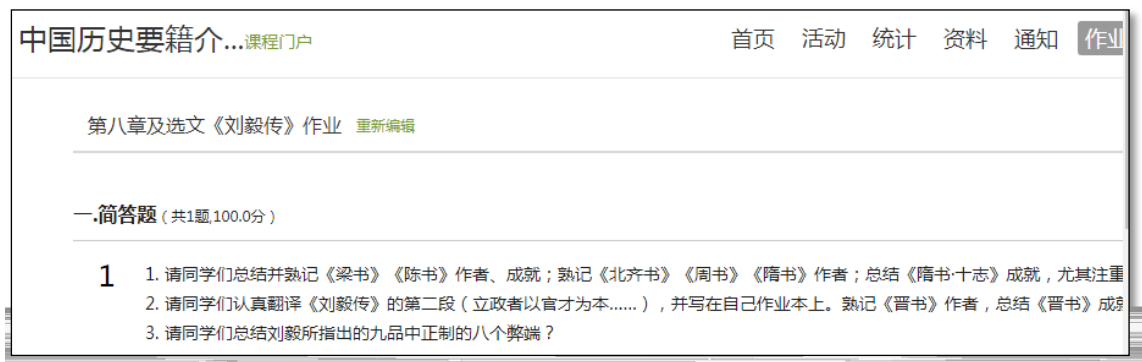 中国历史要籍介...课程门户
首页 活动 统计 资料 通知 作业
第八章及选文《刘毅传》作业 重新编辑
一.简答题（共1题,100.0分）
1 1. 请同学们总结并熟记《梁书》《陈书》作者、成就；熟记《北齐书》《周书》《隋书》作者；总结《隋书·十志》成就，尤其注重
2. 请同学们认真翻译《刘毅传》的第二段（立政者以官才为本......），并写在自己作业本上。熟记《晋书》作者，总结《晋书》成就
3. 请同学们总结刘毅所指出的九品中正制的八个弊端？